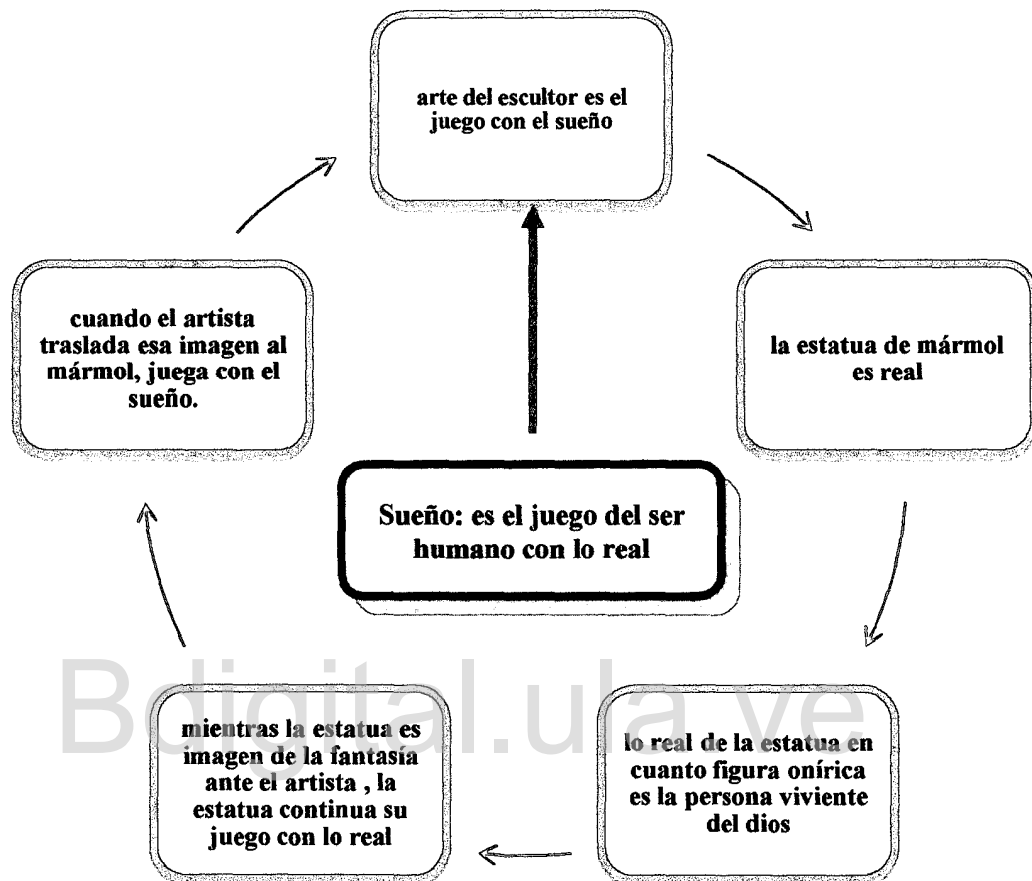 arte del escultor es el
juego con el sueño
la estatua de mármol
es real
lo real de la estatua en
cuanto figura onírica
es la persona viviente
del dios
mientras la estatua es
imagen de la fantasía
ante el artista , la
estatua continua su
juego con lo real
cuando el artista
traslada esa imagen al
mármol, juega con el
sueño.
Sueño: es el juego del ser
humano con lo real
Bdigital.ula.ve